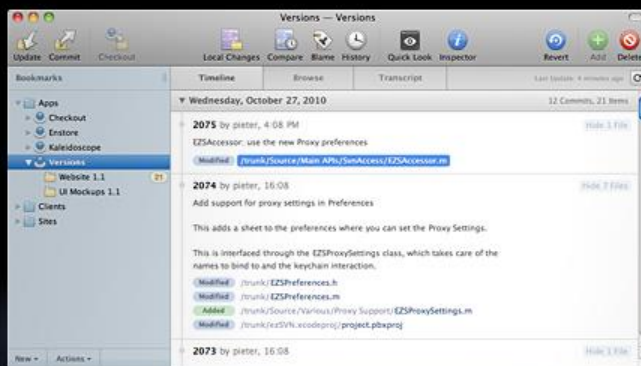 Versions — Versions
Update Commit Checkout Local Changes Compare Blame History Quick Look Inspector Revert Add Delete
Bookmarks Timeline Browse Transcript Last Update: 4 minutes ago
Wednesday, October 27, 2010 12 Commits, 21 Items
Apps
Checkout
Enstore
Kaleidoscope
Versions
Website 1.1 21
UI Mockups 1.1
Clients
Sites
2075 by pieter, 4:08 PM Hide 1 File
EZSAccessor: use the new Proxy preferences
Modified /trunk/Source/Main APIs/SvnAccess/EZSAccessor.m
2074 by pieter, 16:08 Hide 7 Files
Add support for proxy settings in Preferences
This adds a sheet to the preferences where you can set the Proxy Settings.
This is interfaced through the EZSProxySettings class, which takes care of the
names to bind to and the keychain interaction.
Modified /trunk/EZSPreferences.h
Modified /trunk/EZSPreferences.m
Added /trunk/Source/Various/Proxy Support/EZSProxySettings.m
Modified /trunk/ezSVN.xcodeproj/project.pbxproj
2073 by pieter, 16:08 Hide 1 File
New Actions